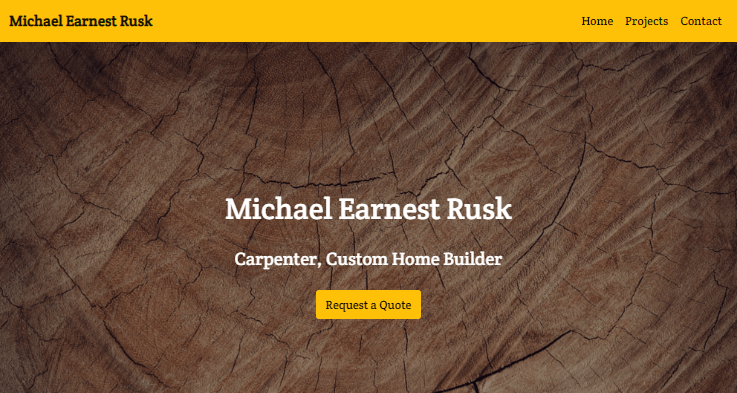 Michael Earnest Rusk
Home Projects Contact
Michael Earnest Rusk
Carpenter, Custom Home Builder
Request a Quote